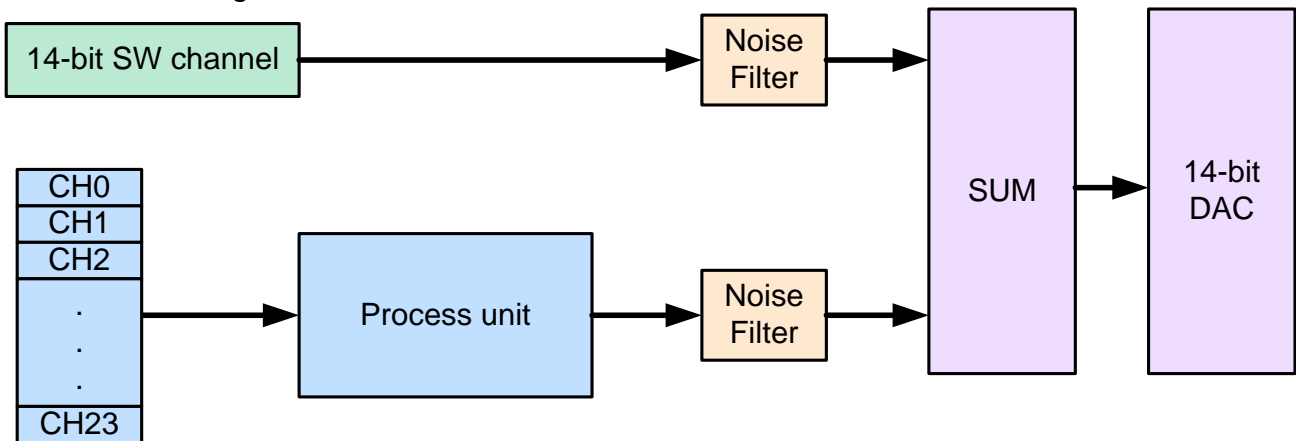 14-bit SW channel
Noise
Filter
SUM
14-bit
DAC
CH0
CH1
CH2
.
.
.
CH23
Process unit
Noise
Filter